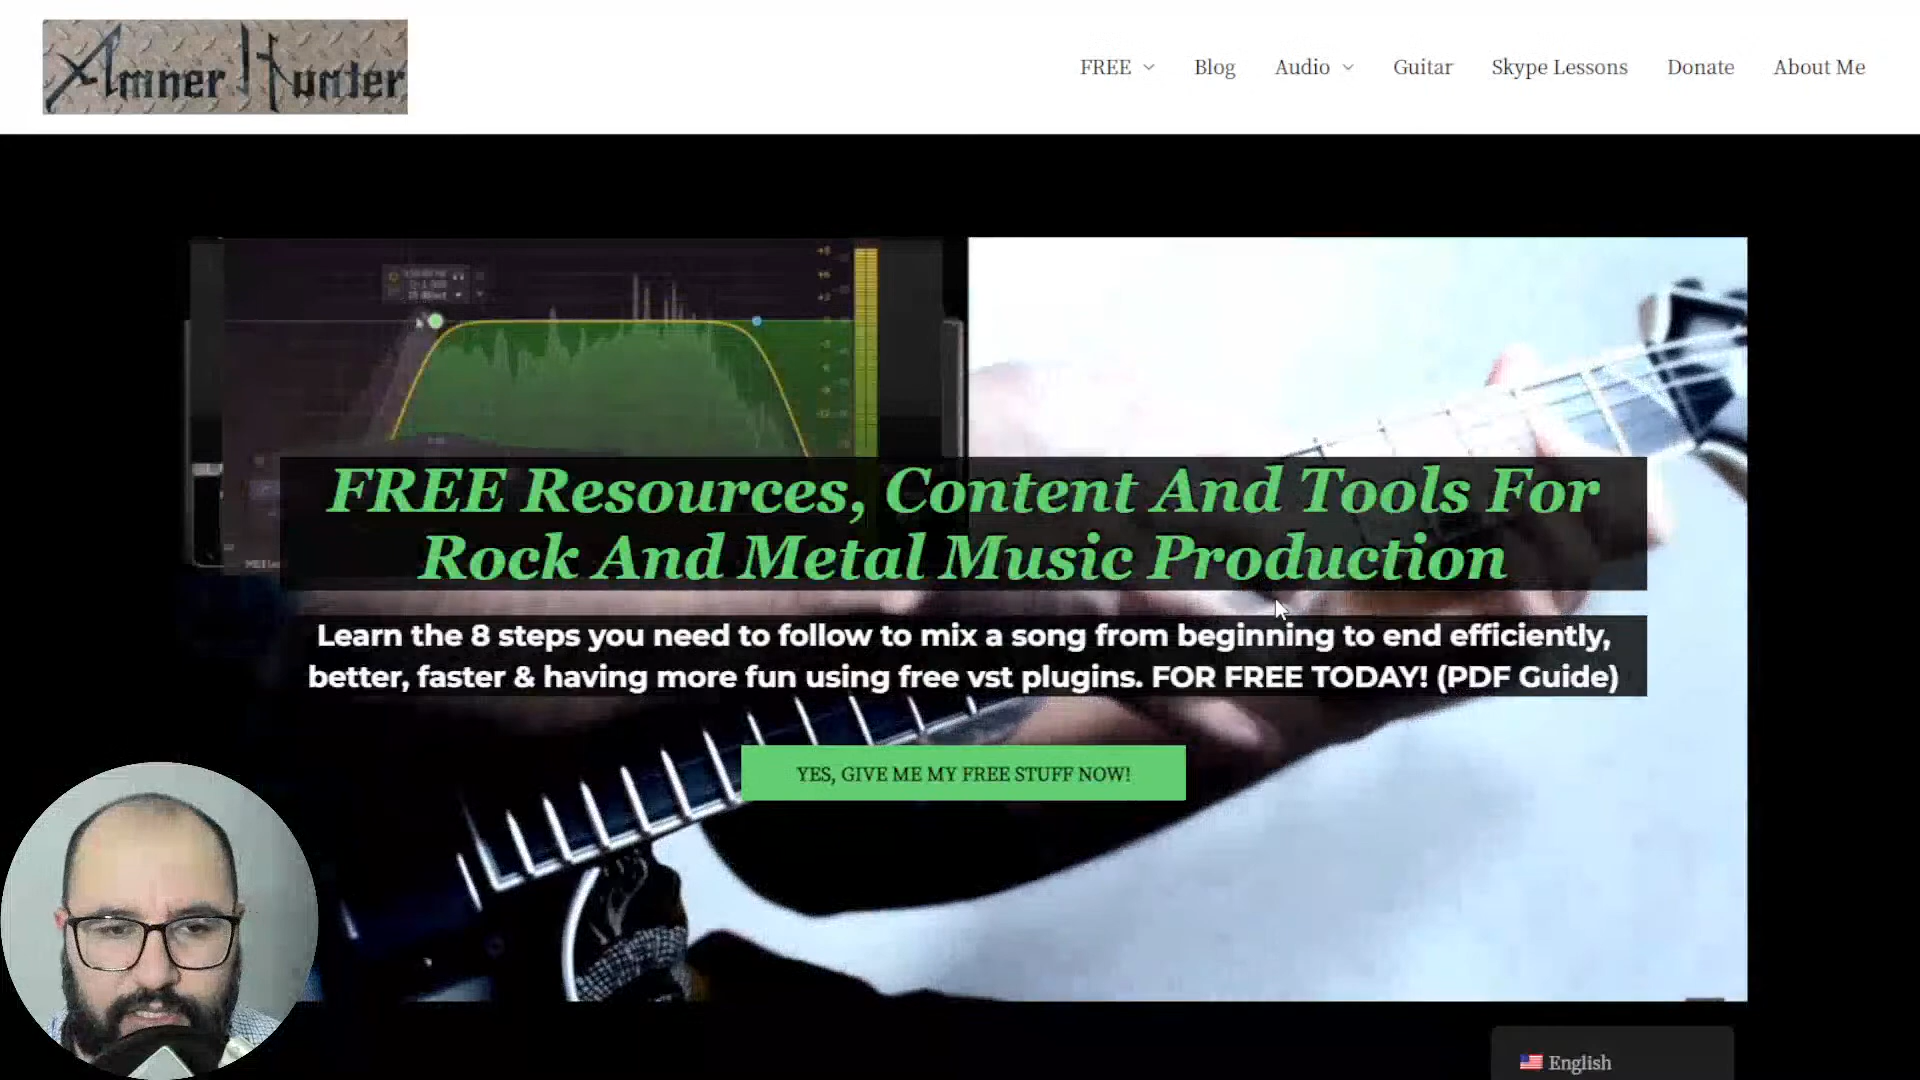 Amner Hunter
FREE
Blog
Audio
Guitar
Skype Lessons
Donate
About Me
FREE Resources, Content And Tools For
Rock And Metal Music Production
Learn the 8 steps you need to follow to mix a song from beginning to end efficiently,
better, faster & having more fun using free vst plugins. FOR FREE TODAY! (PDF Guide)
YES, GIVE ME MY FREE STUFF NOW!
English